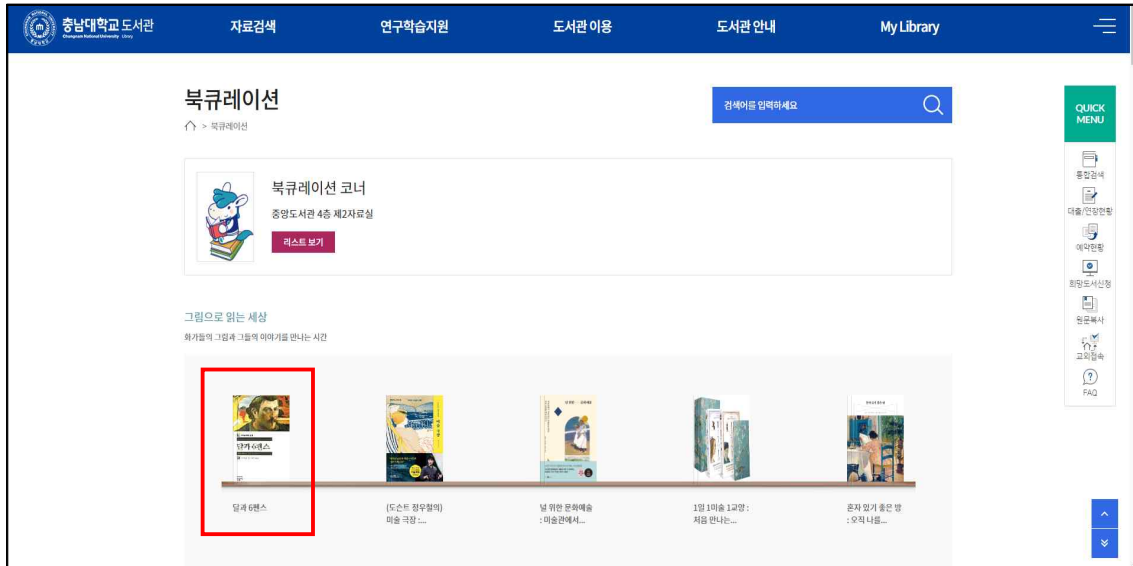 충남대학교 도서관
Chungnam National University Library
자료검색
연구학습지원
도서관 이용
도서관 안내
My Library
북큐레이션
> 북큐레이션
검색어를 입력하세요
북큐레이션 코너
중앙도서관 4층 제2자료실
리스트 보기
그림으로 읽는 세상
화가들의 그림과 그들의 이야기를 만나는 시간
달과 6펜스
달과 6펜스
(도슨트 정우철의)
미술 극장 :...
널 위한 문화예술
: 미술관에서...
1일 1미술 1교양 :
처음 만나는...
혼자 있기 좋은 방
: 오직 나를...
QUICK
MENU
통합검색
대출/연장현황
예약현황
희망도서신청
원문복사
교외접속
FAQ